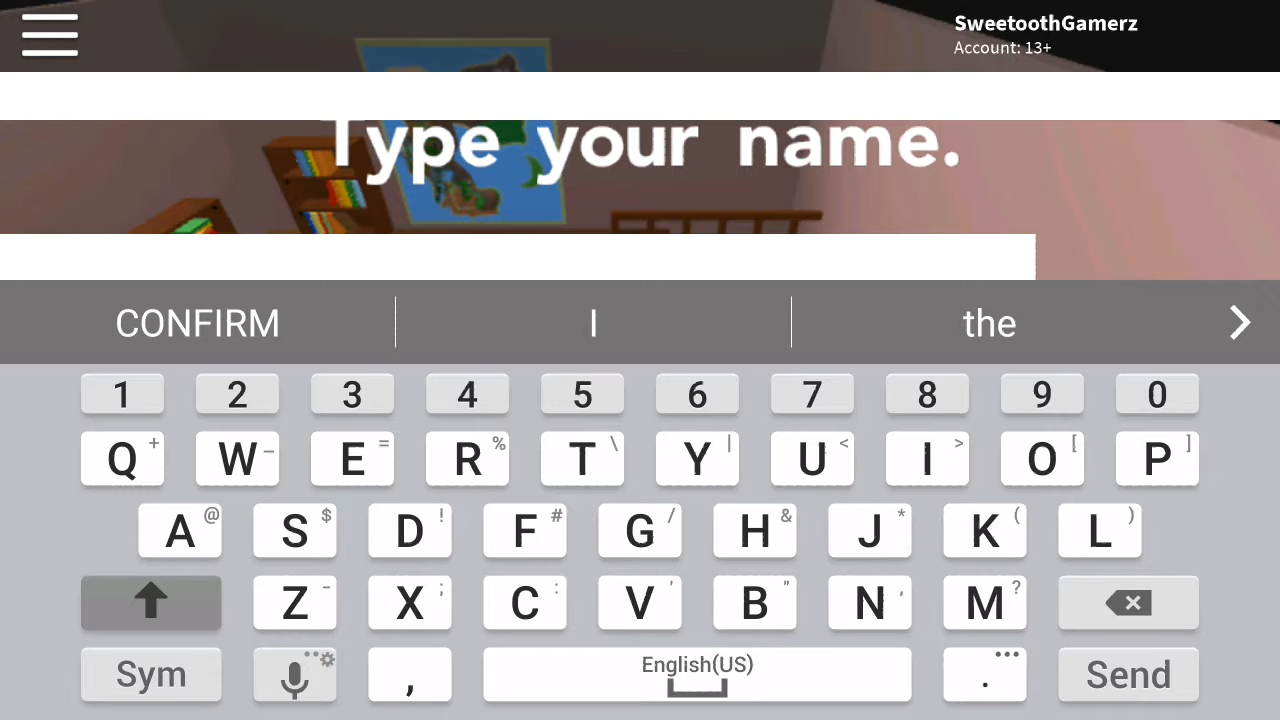 SweetoothGamerz
Account: 13+
Type your name.
CONFIRM I the
1 2 3 4 5 6 7 8 9 0
Q + W - E = R % T \ Y | U < I > O [ P ]
A @ S $ D ! F # G / H & J * K ( L )
Z - X ; C : V ' B " N , M ?
Sym , English(US) . Send